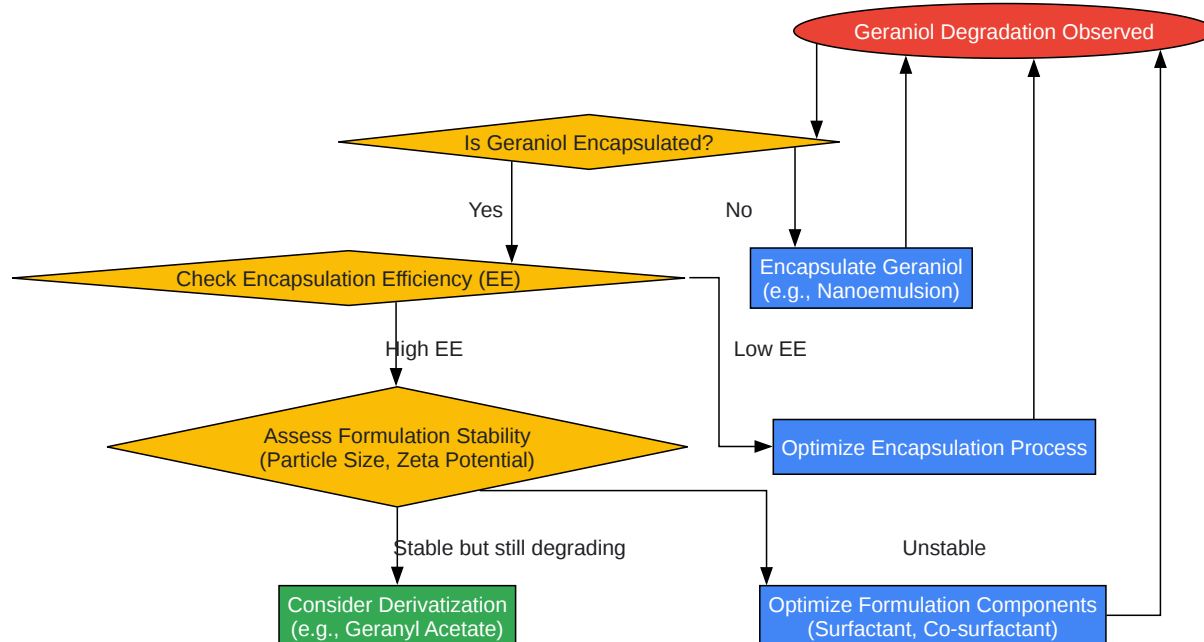 Geraniol Degradation Observed
Is Geraniol Encapsulated?
Yes
No
Encapsulate Geraniol
(e.g., Nanoemulsion)
Check Encapsulation Efficiency (EE)
High EE
Low EE
Assess Formulation Stability
(Particle Size, Zeta Potential)
Optimize Encapsulation Process
Stable but still degrading
Unstable
Consider Derivatization
(e.g., Geranyl Acetate)
Optimize Formulation Components
(Surfactant, Co-surfactant)